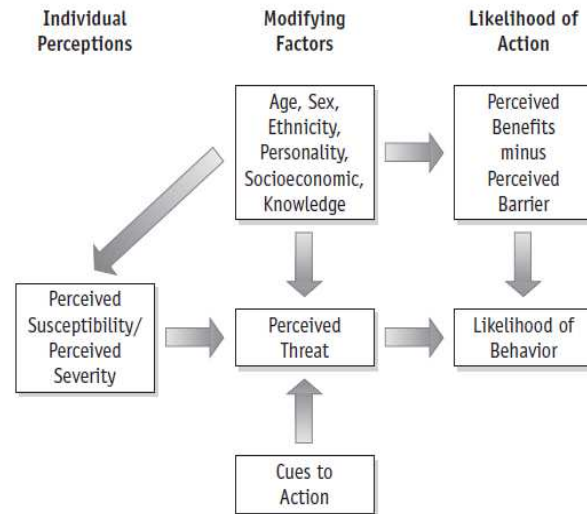 Individual
Perceptions
Modifying
Factors
Likelihood of
Action
Age, Sex,
Ethnicity,
Personality,
Socioeconomic,
Knowledge
Perceived
Benefits
minus
Perceived
Barrier
Perceived
Susceptibility/
Perceived
Severity
Perceived
Threat
Likelihood of
Behavior
Cues to
Action